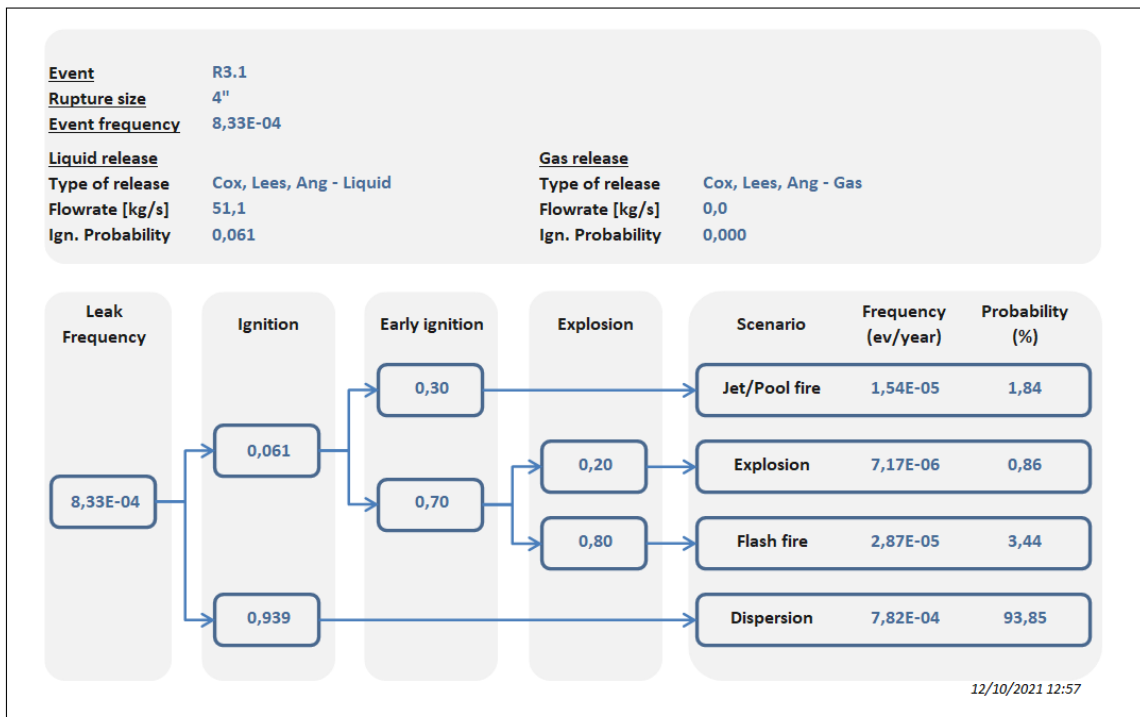 Event R3.1
Rupture size 4"
Event frequency 8,33E-04
Liquid release Gas release
Type of release Cox, Lees, Ang - Liquid Type of release Cox, Lees, Ang - Gas
Flowrate [kg/s] 51,1 Flowrate [kg/s] 0,0
Ign. Probability 0,061 Ign. Probability 0,000
Leak Frequency Ignition Early ignition Explosion Scenario Frequency (ev/year) Probability (%)
0,30 Jet/Pool fire 1,54E-05 1,84
0,061 0,20 Explosion 7,17E-06 0,86
8,33E-04 0,70
0,80 Flash fire 2,87E-05 3,44
0,939 Dispersion 7,82E-04 93,85
12/10/2021 12:57